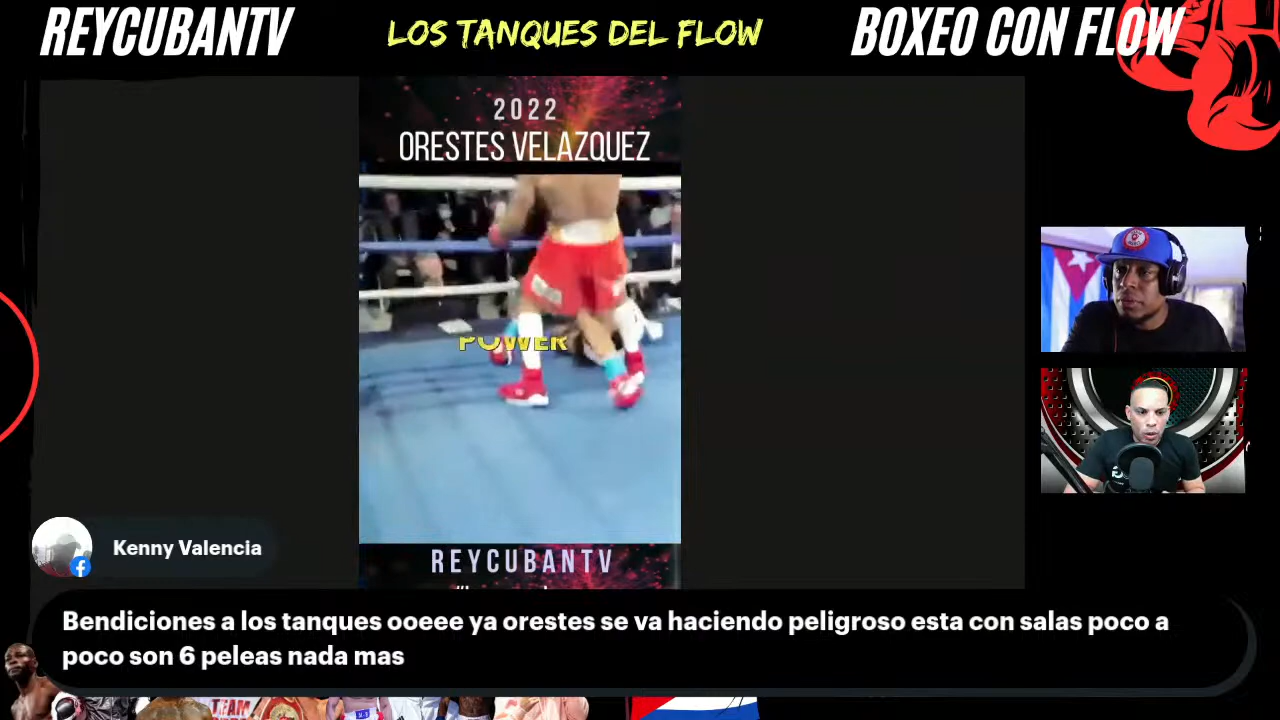 REYCUBANTV
LOS TANQUES DEL FLOW
BOXEO CON FLOW
2022
ORESTES VELAZQUEZ
POWER
REYCUBANTV
Kenny Valencia
Bendiciones a los tanques ooeee ya orestes se va haciendo peligroso esta con salas poco a
poco son 6 peleas nada mas
TEAM